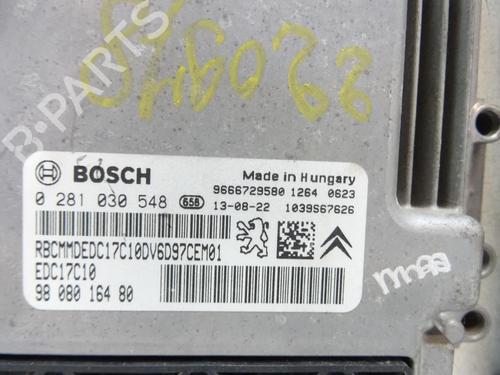 B-PARTS
BOSCH
Made in Hungary
9666729580 1264 0623
0 281 030 548 658 13-08-22 1039S67626
RBCMMDEDC17C10DV6D97CEM01
EDC17C10
98 080 164 80